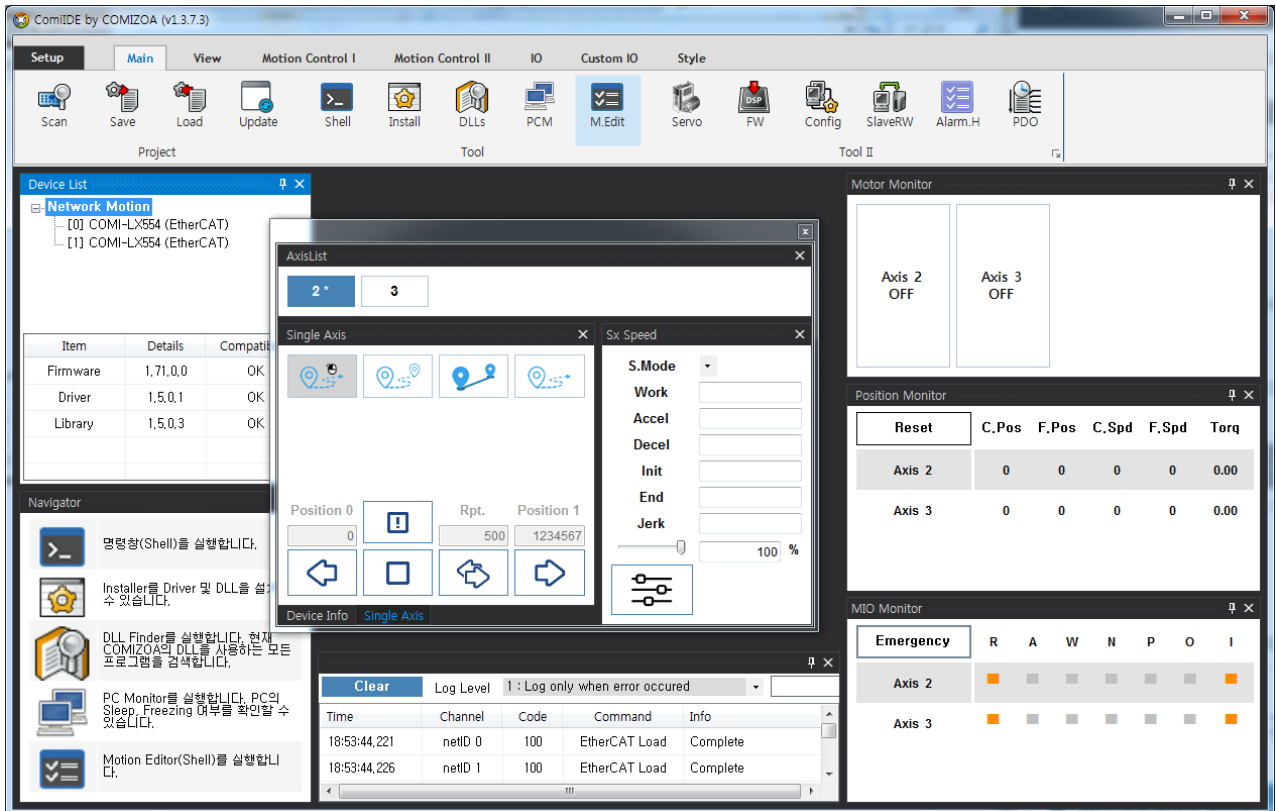 ComiIDE by COMIZOA (v1.3.7.3)
Setup Main View Motion Control I Motion Control II IO Custom IO Style
Scan Save Load Update Shell Install DLLs PCM M.Edit Servo FW Config SlaveRW Alarm.H PDO
DSP
Project Tool Tool II
Device List
Network Motion
[0] COMI-LX554 (EtherCAT)
[1] COMI-LX554 (EtherCAT)
Item Details
Firmware 1,71,0,0 OK
Driver 1,5,0,1 OK
Library 1,5,0,3 OK
Navigator
명령창(Shell)을 실행합니다.
Installer를 Driver 및 DLL을
수 있습니다.
DLL Finder를 실행합니다. 현재
COMIZOA의 DLL을 사용하는 모든
프로그램을 검색합니다.
PC Monitor를 실행합니다. PC의
Sleep, Freezing 여부를 확인할 수
있습니다.
Motion Editor(Shell)를 실행합니
다.
AxisList
2 * 3
Single Axis
Position 0 Rpt. Position 1
0 500 1234567
Device Info Single Axis
Sx Speed
S.Mode
Work
Accel
Decel
Init
End
Jerk
100 %
Clear Log Level 1 : Log only when error occured
Time Channel Code Command Info
18:53:44,221 netID 0 100 EtherCAT Load Complete
18:53:44,226 netID 1 100 EtherCAT Load Complete
Motor Monitor
Axis 2
OFF
Axis 3
OFF
Position Monitor
Reset C.Pos F.Pos C.Spd F.Spd Torq
Axis 2 0 0 0 0 0.00
Axis 3 0 0 0 0 0.00
MIO Monitor
Emergency R A W N P O I
Axis 2
Axis 3